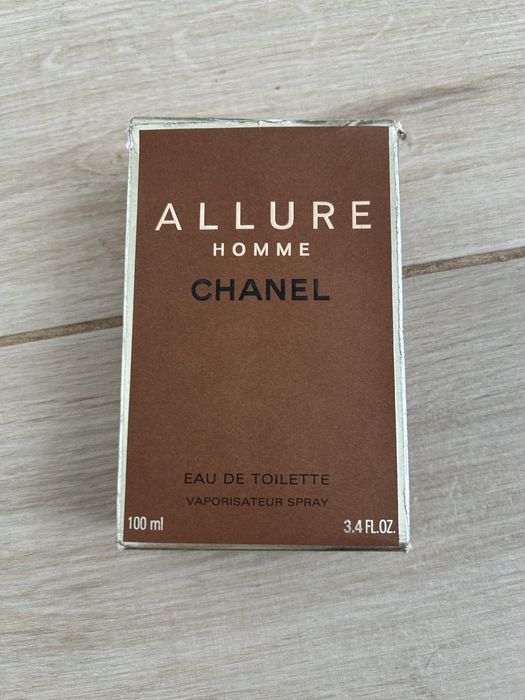 ALLURE
HOMME
CHANEL
EAU DE TOILETTE
VAPORISATEUR SPRAY
100 ml 3.4 FL.OZ.